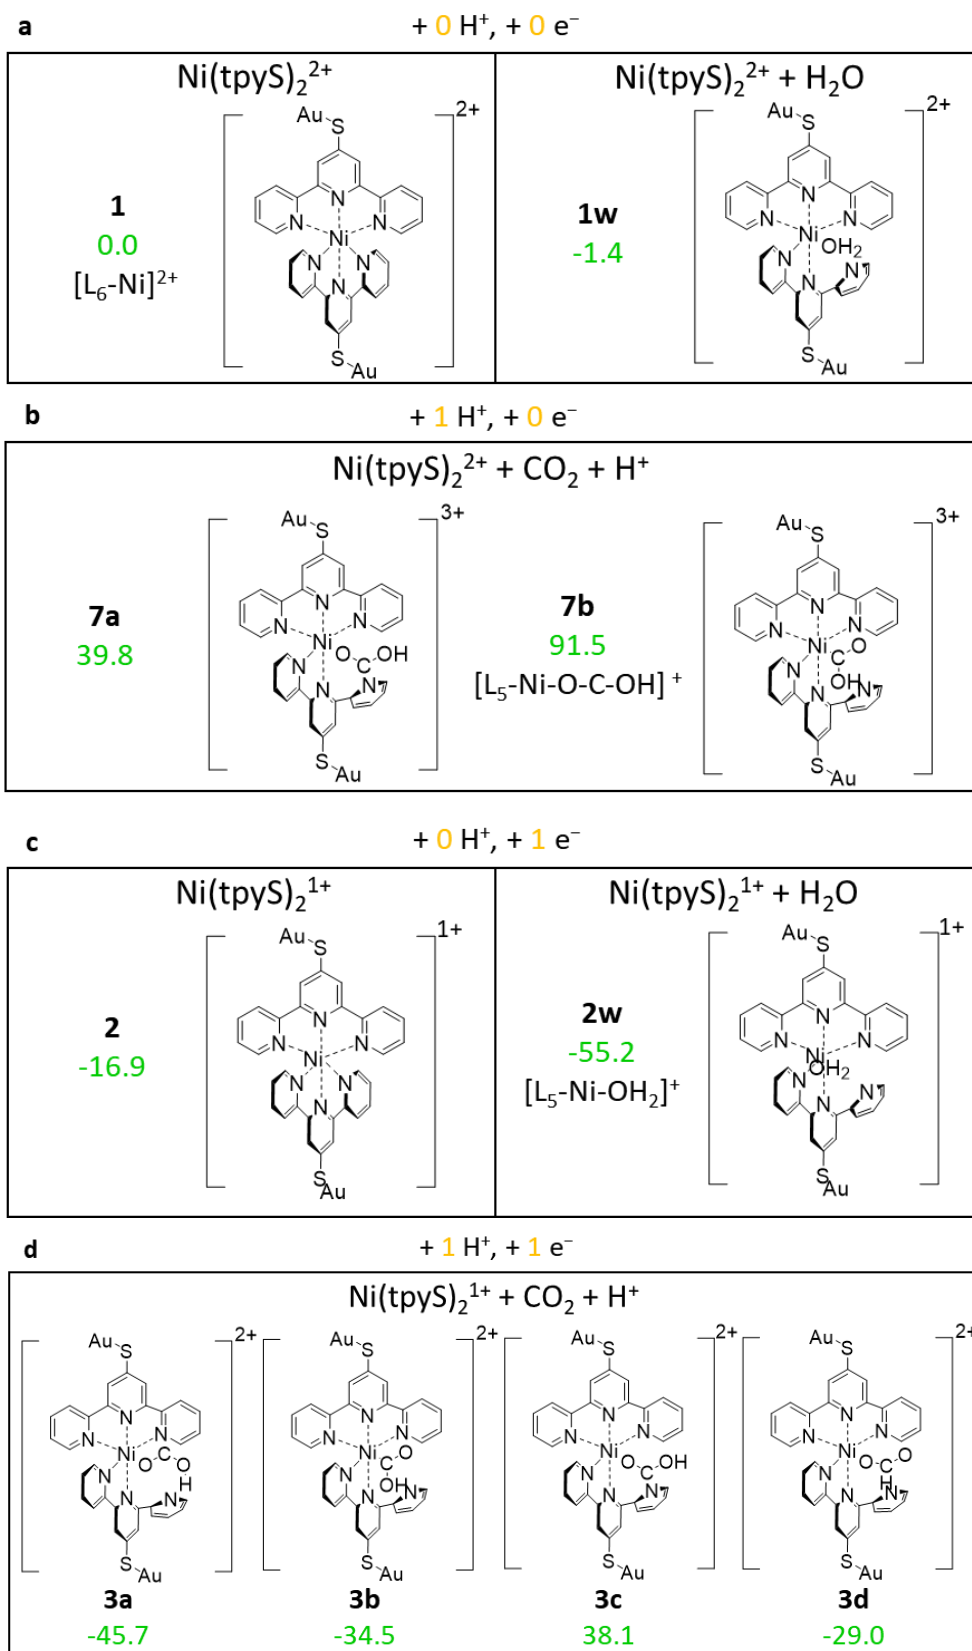 a
+ 0 H⁺, + 0 e⁻
Ni(tpyS)₂²⁺
Ni(tpyS)₂²⁺ + H₂O
2+
2+
Au
S
N
N
N
Ni
N
N
N
S
Au
1
0.0
[L₆-Ni]²⁺
Au
S
N
N
N
Ni
OH₂
N
N
N
S
Au
1w
-1.4
b
+ 1 H⁺, + 0 e⁻
Ni(tpyS)₂²⁺ + CO₂ + H⁺
3+
3+
Au
S
N
N
N
Ni
O
C
OH
N
N
N
S
Au
7a
39.8
Au
S
N
N
N
Ni
O
C
OH
N
N
N
S
Au
7b
91.5
[L₅-Ni-O-C-OH] ⁺
c
+ 0 H⁺, + 1 e⁻
Ni(tpyS)₂¹⁺
Ni(tpyS)₂¹⁺ + H₂O
1+
1+
Au
S
N
N
N
Ni
N
N
N
S
Au
2
-16.9
Au
S
N
N
N
Ni
OH₂
N
N
N
S
Au
2w
-55.2
[L₅-Ni-OH₂]⁺
d
+ 1 H⁺, + 1 e⁻
Ni(tpyS)₂¹⁺ + CO₂ + H⁺
2+
2+
2+
2+
Au
S
N
N
N
Ni
O
C
O
H
N
N
N
S
Au
Au
S
N
N
N
Ni
O
C
OH
N
N
N
S
Au
Au
S
N
N
N
Ni
O
C
OH
N
N
N
S
Au
Au
S
N
N
N
Ni
O
O
C
H
N
N
N
S
Au
3a
3b
3c
3d
-45.7
-34.5
38.1
-29.0